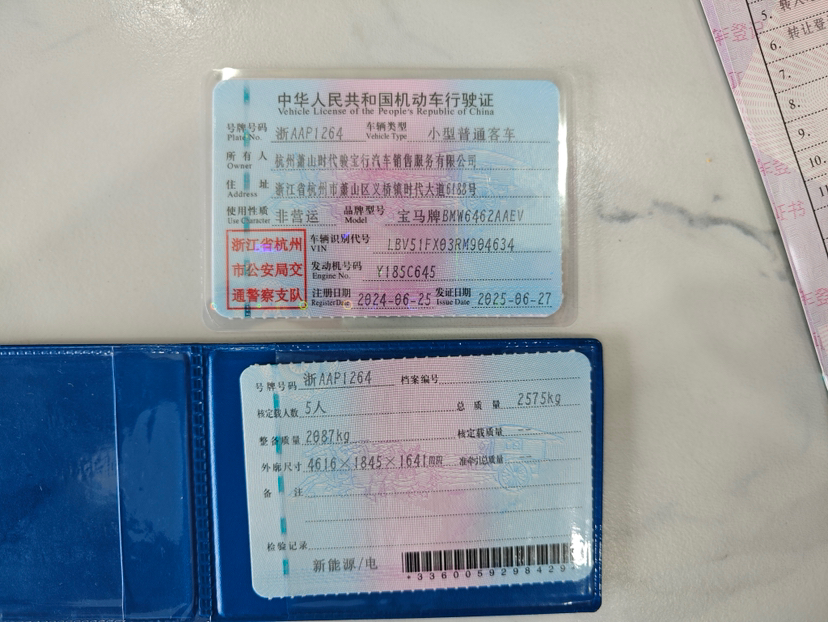 中华人民共和国机动车行驶证
Vehicle License of the People's Republic of China
号牌号码 浙AAP1264 车辆类型 小型普通客车
Plate No. Vehicle Type
所有人 杭州萧山时代骏宝行汽车销售服务有限公司
Owner
住址 浙江省杭州市萧山区义桥镇时代大道6188号
Address
使用性质 非营运 品牌型号 宝马牌BMW6462AAEV
Use Character Model
浙江省杭州
市公安局交
通警察支队
车辆识别代号 LBV51FX03RM904634
VIN
发动机号码 Y185C645
Engine No.
注册日期 2024-06-25 发证日期 2025-06-27
Register Date Issue Date
号牌号码 浙AAP1264 档案编号
核定载人数 5人 总质量 2575kg
整备质量 2087kg 核定载质量 --
外廓尺寸 4616×1845×1641mm 准牵引总质量 --
备注
检验记录
新能源/电
5.
6. 转让登
7.
8.
9.
10.
11